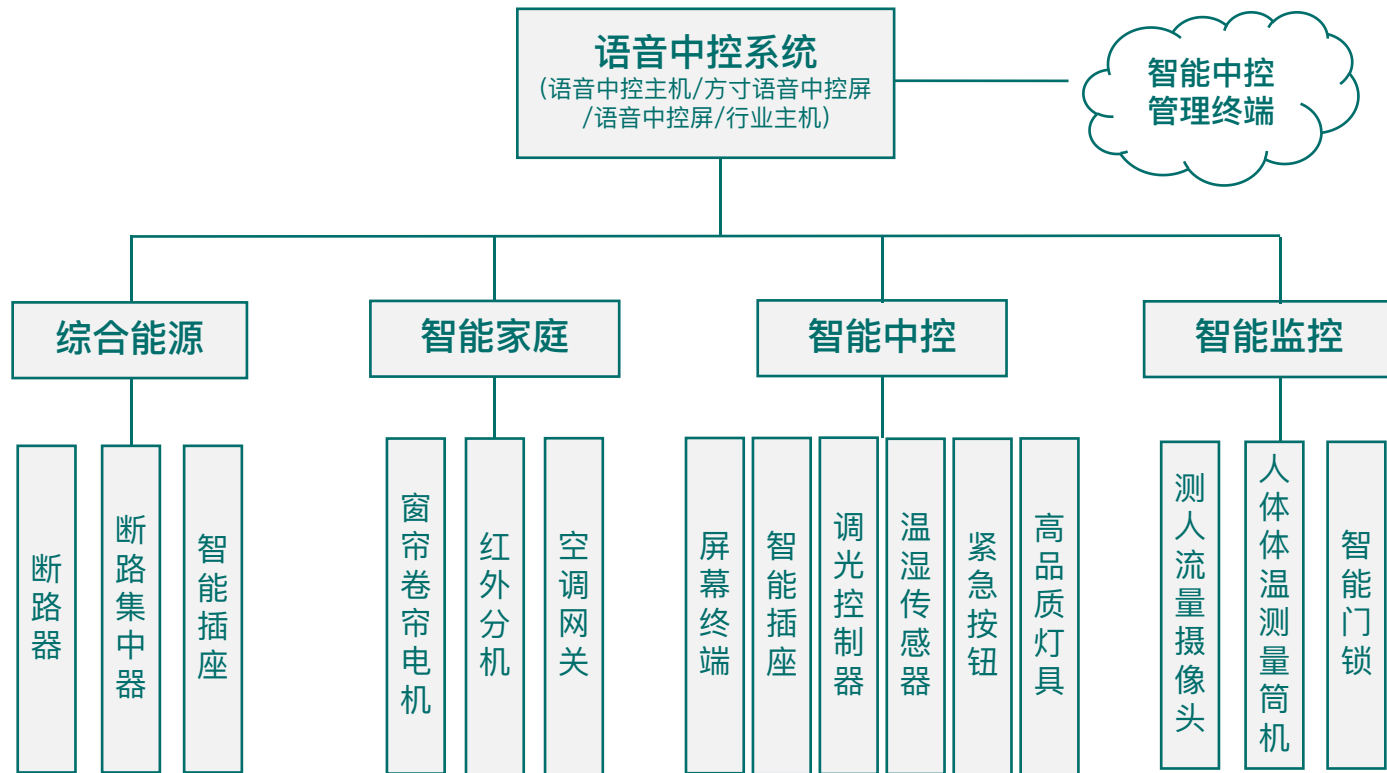 语音中控系统
(语音中控主机/方寸语音中控屏
/语音中控屏/行业主机)
智能中控
管理终端
综合能源
智能家庭
智能中控
智能监控
断路器
断路集中器
智能插座
窗帘卷帘电机
红外分机
空调网关
屏幕终端
智能插座
调光控制器
温湿传感器
紧急按钮
高品质灯具
测人流量摄像头
人体体温测量筒机
智能门锁